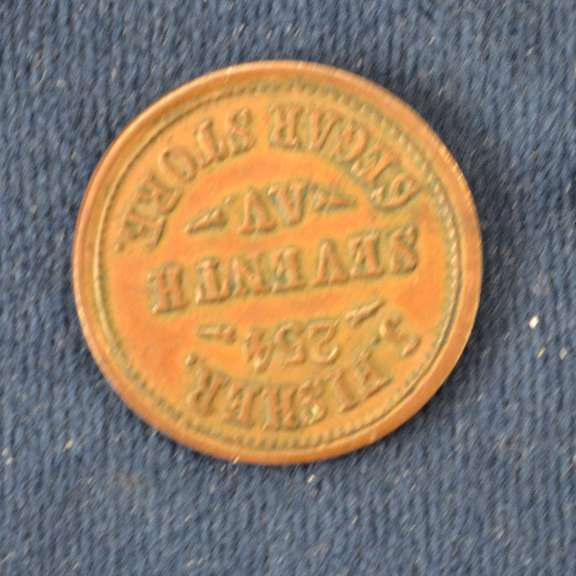 S. FISHER.
254
SEVENTH
AV.
SEGAR STORE.